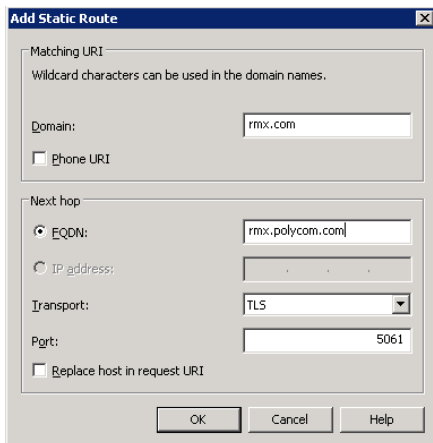 Add Static Route
Matching URI
Wildcard characters can be used in the domain names.
Domain: rmx.com
Phone URI
Next hop
FQDN: rmx.polycom.com
IP address: . . .
Transport: TLS
Port: 5061
Replace host in request URI
OK Cancel Help